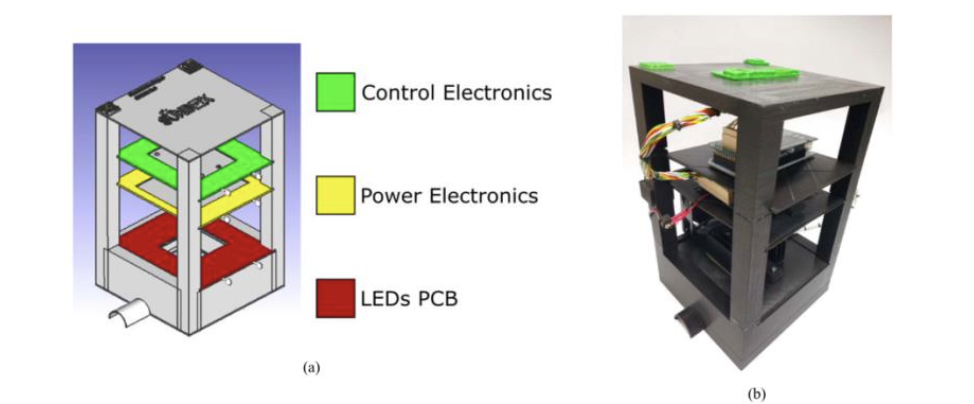 Control Electronics
Power Electronics
LEDs PCB
(a)
(b)